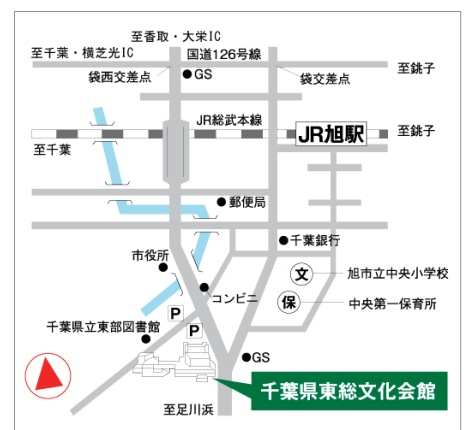 至香取・大栄IC
至千葉・横芝光IC
国道126号線
袋西交差点
GS
袋交差点
至銚子
JR総武本線
JR旭駅
至銚子
至千葉
郵便局
千葉銀行
市役所
文
旭市立中央小学校
コンビニ
保
中央第一保育所
P
P
千葉県立東部図書館
GS
千葉県東総文化会館
至足川浜